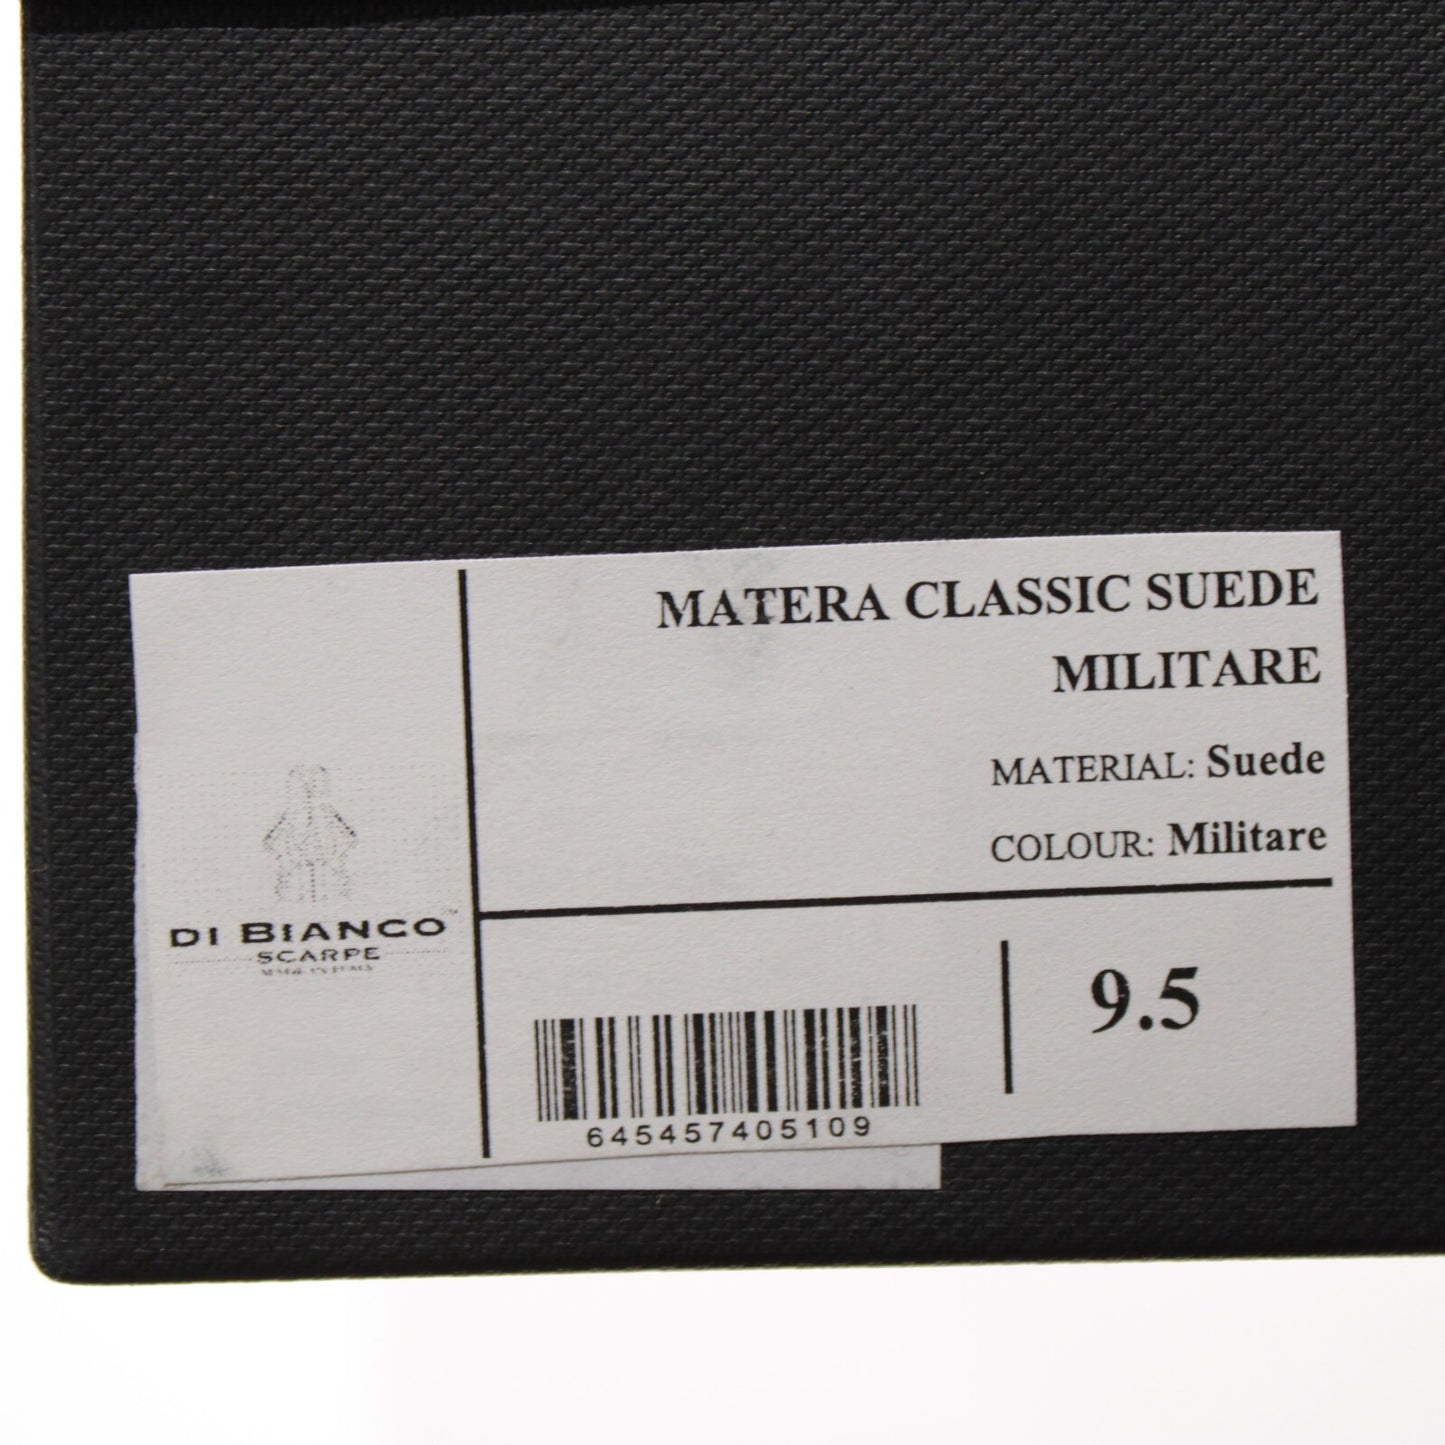 MATERA CLASSIC SUEDE
MILITARE
MATERIAL: Suede
COLOUR: Militare
DI BIANCO
SCARPE
9.5
645457405109